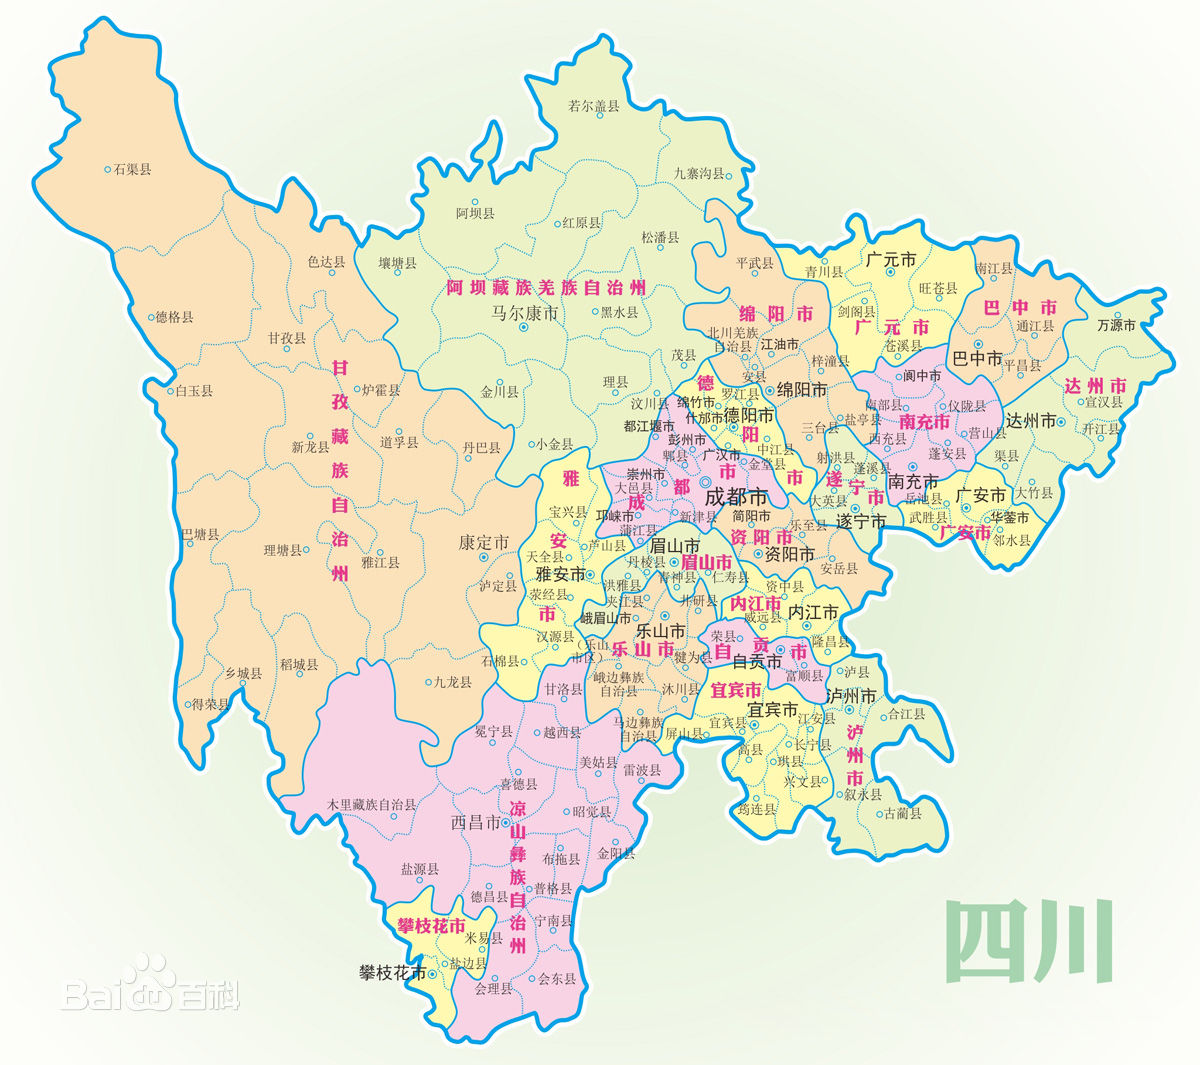 若尔盖县
九寨沟县
石渠县
阿坝县
红原县
松潘县
色达县
壤塘县
平武县
青川县
广元市
南江县
阿坝藏族羌族自治州
旺苍县
德格县
马尔康市
黑水县
绵阳市
剑阁县
广元市
巴中市
通江县
万源市
甘孜县
北川羌族
自治县
江油市
苍溪县
茂县
梓潼县
巴中市
平昌县
白玉县
炉霍县
金川县
理县
安县
阆中市
达州市
甘孜藏族自治州
汶川县
德阳市
绵竹市
罗江县
绵阳市
南部县
仪陇县
宣汉县
什邡市
德阳市
都江堰市
盐亭县
南充市
达州市
开江县
新龙县
道孚县
丹巴县
小金县
彭州市
广汉市
中江县
三台县
西充县
营山县
郫县
金堂县
射洪县
蓬溪县
蓬安县
渠县
雅安市
崇州市
成都市
大邑县
成都市
遂宁市
南充市
大竹县
宝兴县
邛崃市
新津县
简阳市
大英县
岳池县
广安市
蒲江县
乐至县
遂宁市
武胜县
华蓥市
巴塘县
理塘县
雅江县
康定市
芦山县
眉山市
资阳市
广安市
邻水县
天全县
丹棱县
眉山市
资阳市
安岳县
雅安市
泸定县
洪雅县
青神县
仁寿县
资中县
荥经县
夹江县
井研县
内江市
内江市
峨眉山市
威远县
汉源县
乐山市
荣县
自贡市
隆昌县
（乐山
市区）
乐山市
犍为县
自贡市
石棉县
富顺县
泸县
乡城县
稻城县
九龙县
甘洛县
峨边彝族
自治县
沐川县
宜宾市
泸州市
得荣县
宜宾市
宜宾县
江安县
合江县
冕宁县
越西县
马边彝族
自治县
屏山县
高县
长宁县
泸州市
美姑县
雷波县
珙县
喜德县
兴文县
叙永县
木里藏族自治县
西昌市
凉山彝族自治州
昭觉县
筠连县
古蔺县
金阳县
布拖县
盐源县
德昌县
普格县
攀枝花市
宁南县
米易县
攀枝花市
盐边县
会理县
会东县
四川
Bai百科